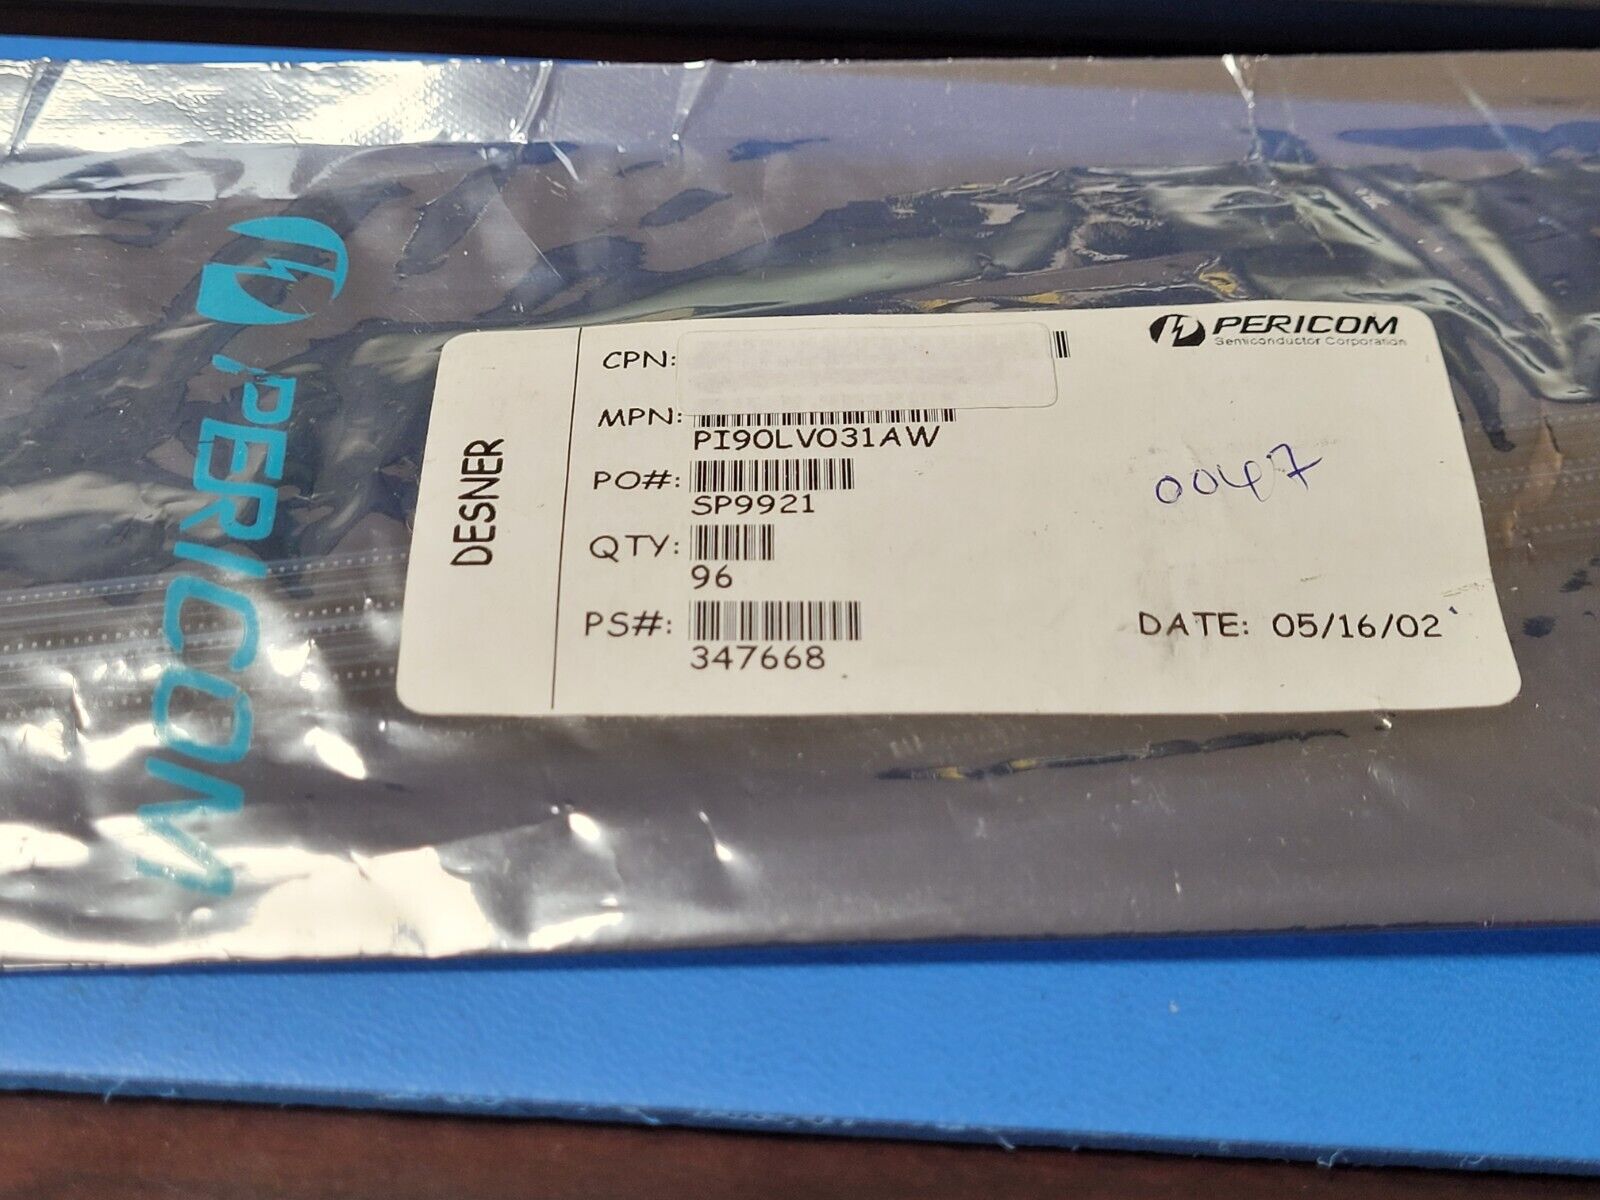 PERICOM
DESNER
PERICOM
Semiconductor Corporation
CPN:
MPN:
PI90LV031AW
PO#:
SP9921
0047
QTY:
96
PS#:
347668
DATE: 05/16/02